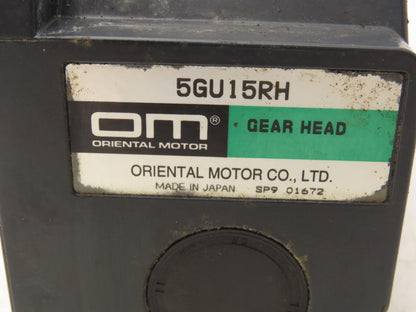 5GU15RH
om®
ORIENTAL MOTOR
GEAR HEAD
ORIENTAL MOTOR CO., LTD.
MADE IN JAPAN SP9 01672